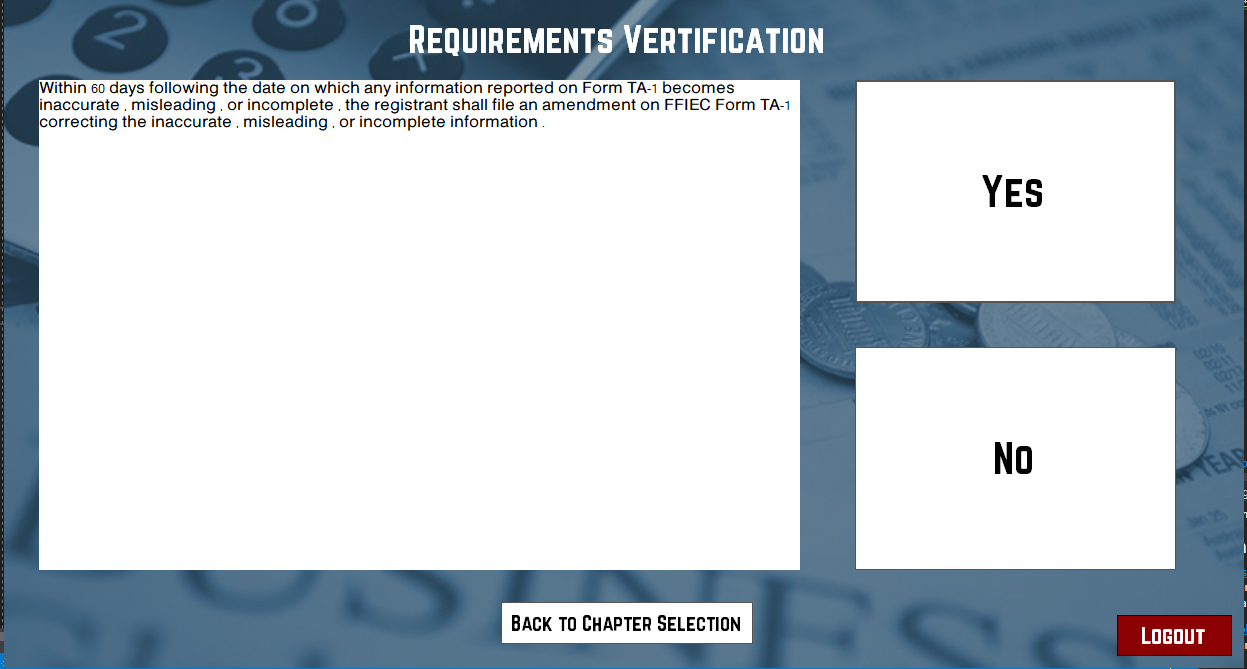 Requirements Vertification
Within 60 days following the date on which any information reported on Form TA-1 becomes
inaccurate , misleading , or incomplete , the registrant shall file an amendment on FFIEC Form TA-1
correcting the inaccurate , misleading , or incomplete information .
Yes
No
Back to Chapter Selection
Logout